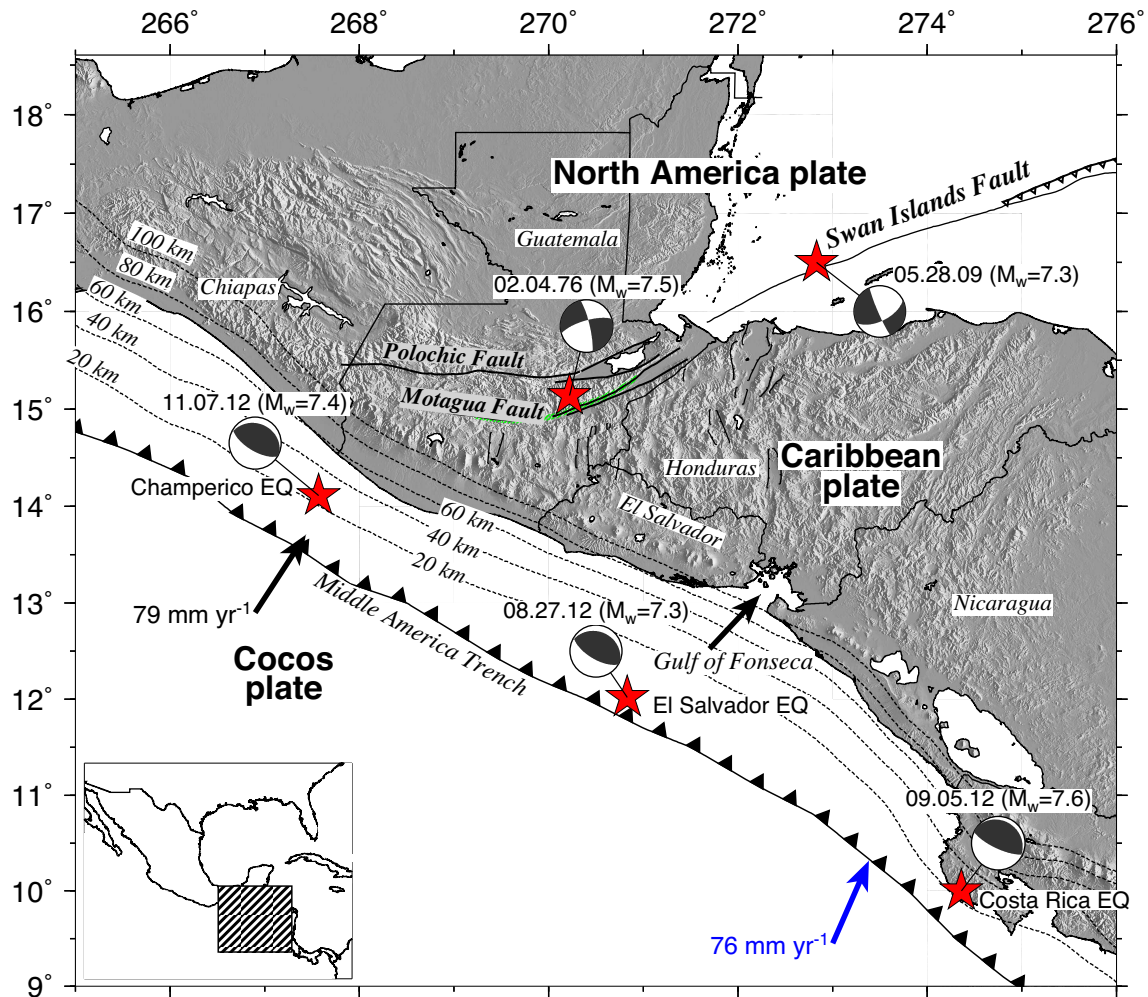 266° 268° 270° 272° 274° 276°
18°
North America plate
17°
Swan Islands Fault
Guatemala
100 km
80 km
Chiapas
02.04.76 (Mw=7.5)
05.28.09 (Mw=7.3)
16°
60 km
40 km
Polochic Fault
20 km
11.07.12 (Mw=7.4)
Motagua Fault
15°
Caribbean
plate
Honduras
Champerico EQ
14°
60 km
El Salvador
40 km
20 km
13°
79 mm yr-1
Middle America Trench
08.27.12 (Mw=7.3)
Nicaragua
Gulf of Fonseca
Cocos
plate
12°
El Salvador EQ
11°
09.05.12 (Mw=7.6)
10°
Costa Rica EQ
76 mm yr-1
9°